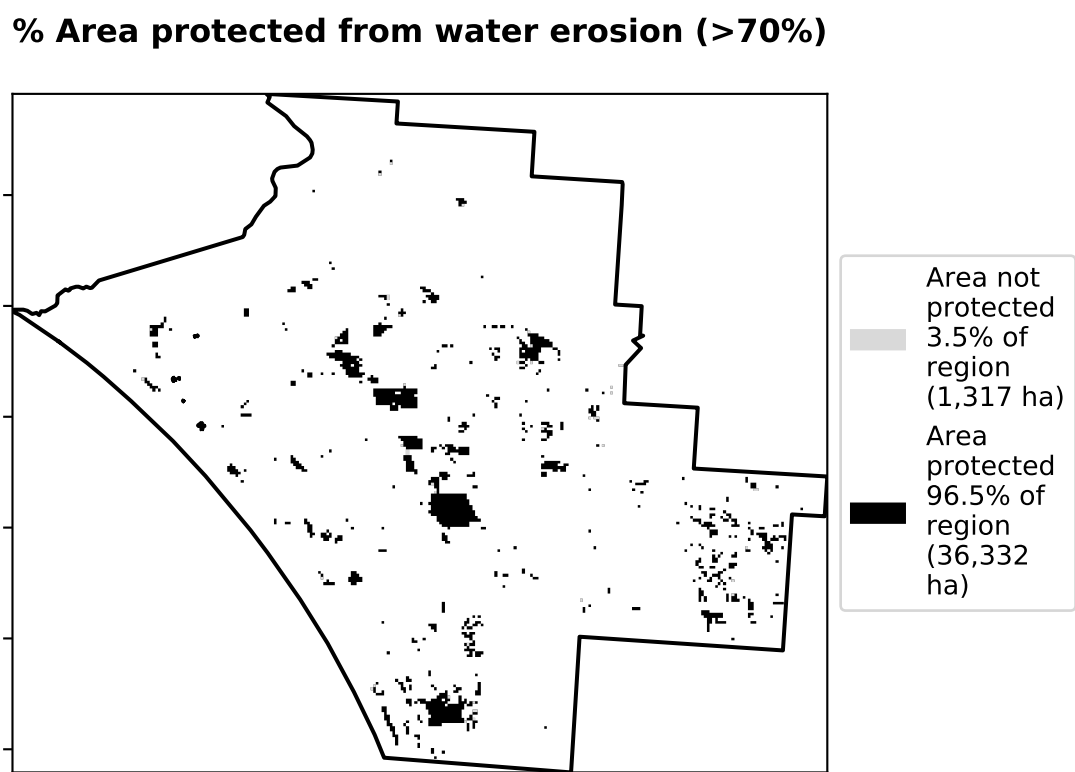 % Area protected from water erosion (>70%)
Area not
protected
3.5% of
region
(1,317 ha)
Area
protected
96.5% of
region
(36,332
ha)